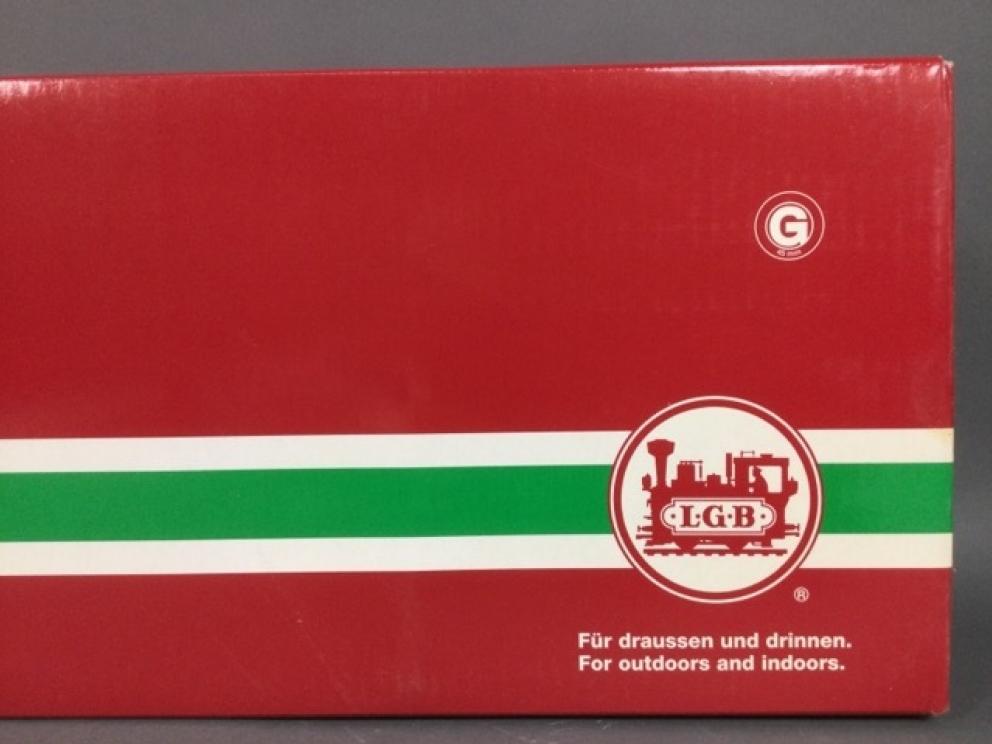 G
45 mm
L·G·B
®
Für draussen und drinnen.
For outdoors and indoors.